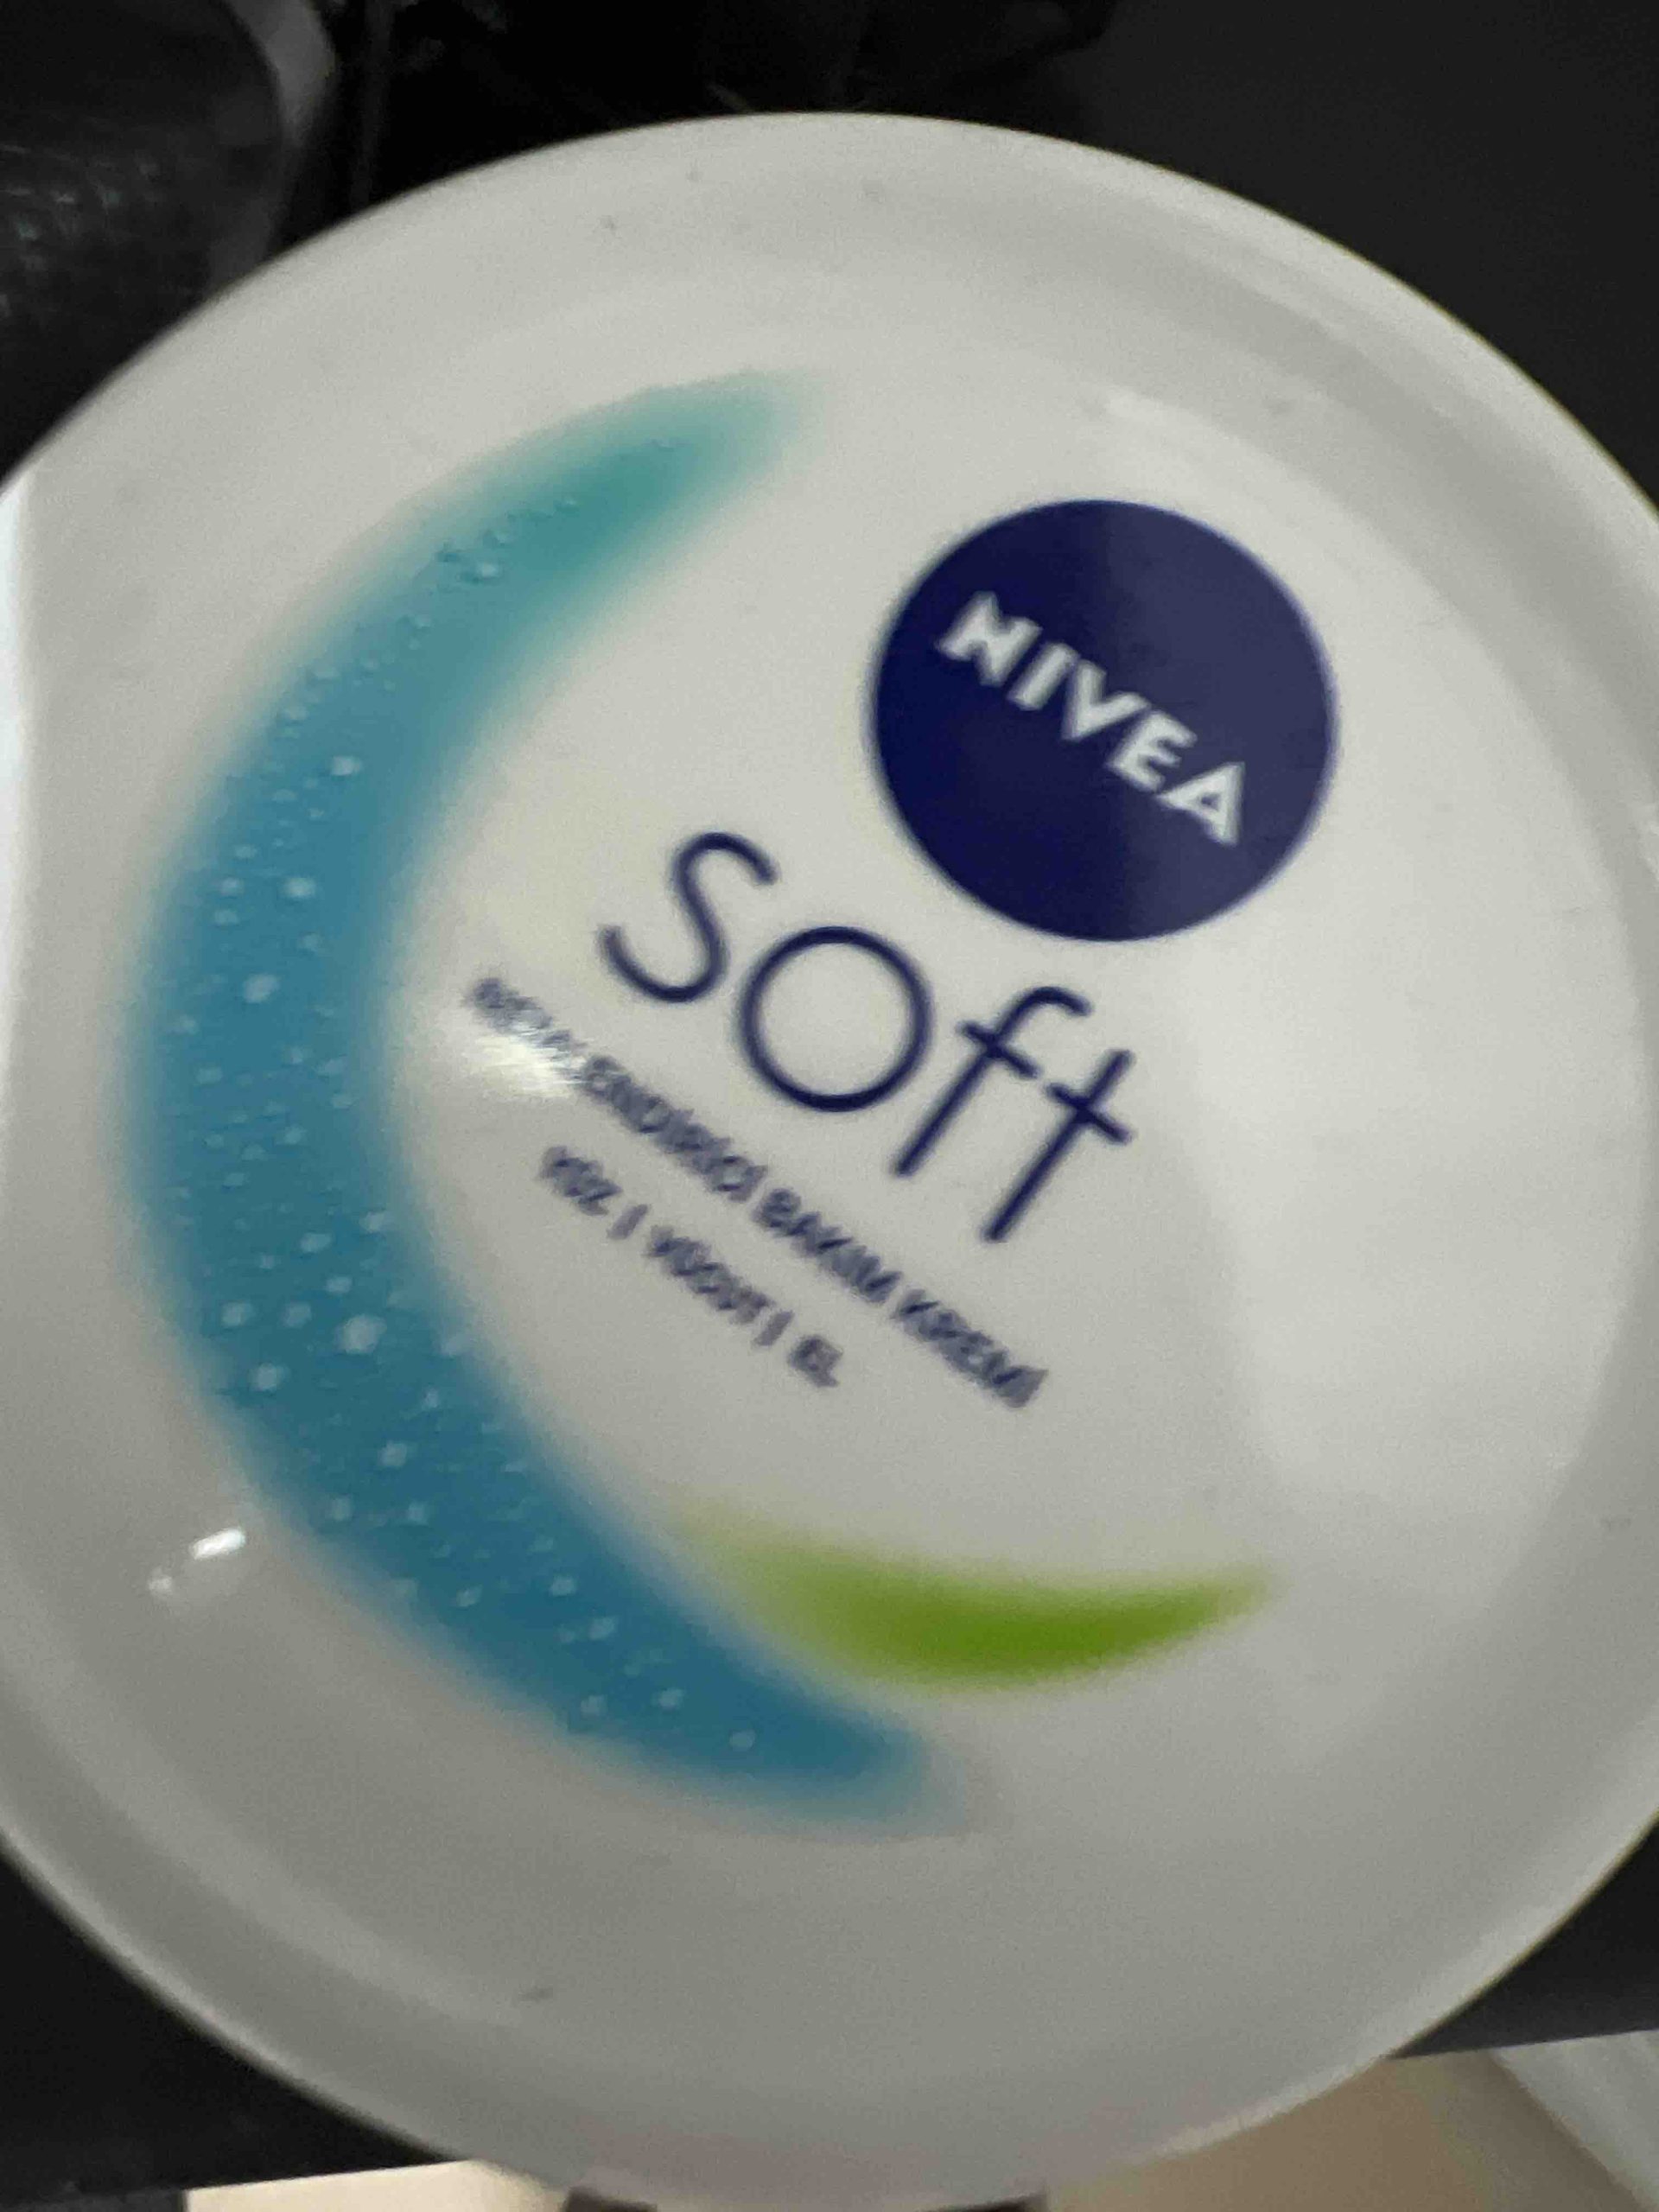 NIVEA
soft
BAKIM KREMİ
YÜZ | VÜCUT | EL